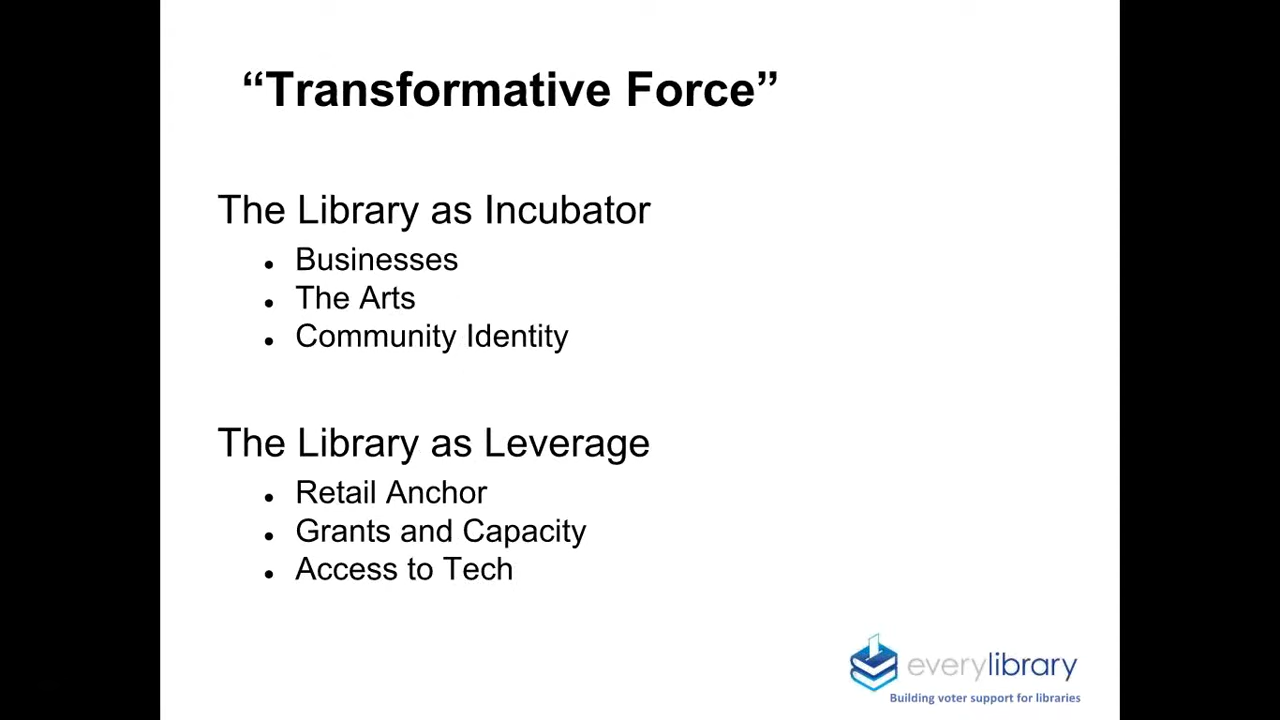 “Transformative Force”
The Library as Incubator
● Businesses
● The Arts
● Community Identity
The Library as Leverage
● Retail Anchor
● Grants and Capacity
● Access to Tech
everylibrary
Building voter support for libraries